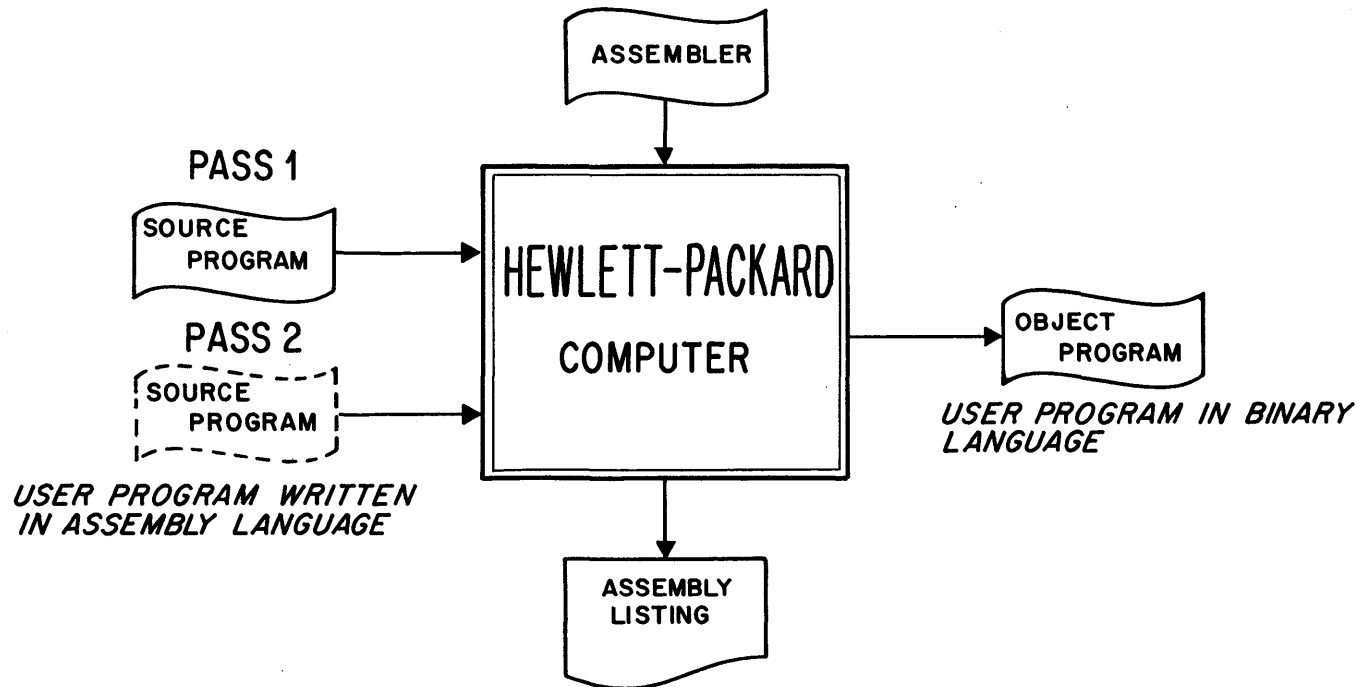 ASSEMBLER
PASS 1
SOURCE
PROGRAM
HEWLETT-PACKARD
COMPUTER
PASS 2
SOURCE
PROGRAM
USER PROGRAM WRITTEN
IN ASSEMBLY LANGUAGE
OBJECT
PROGRAM
USER PROGRAM IN BINARY
LANGUAGE
ASSEMBLY
LISTING